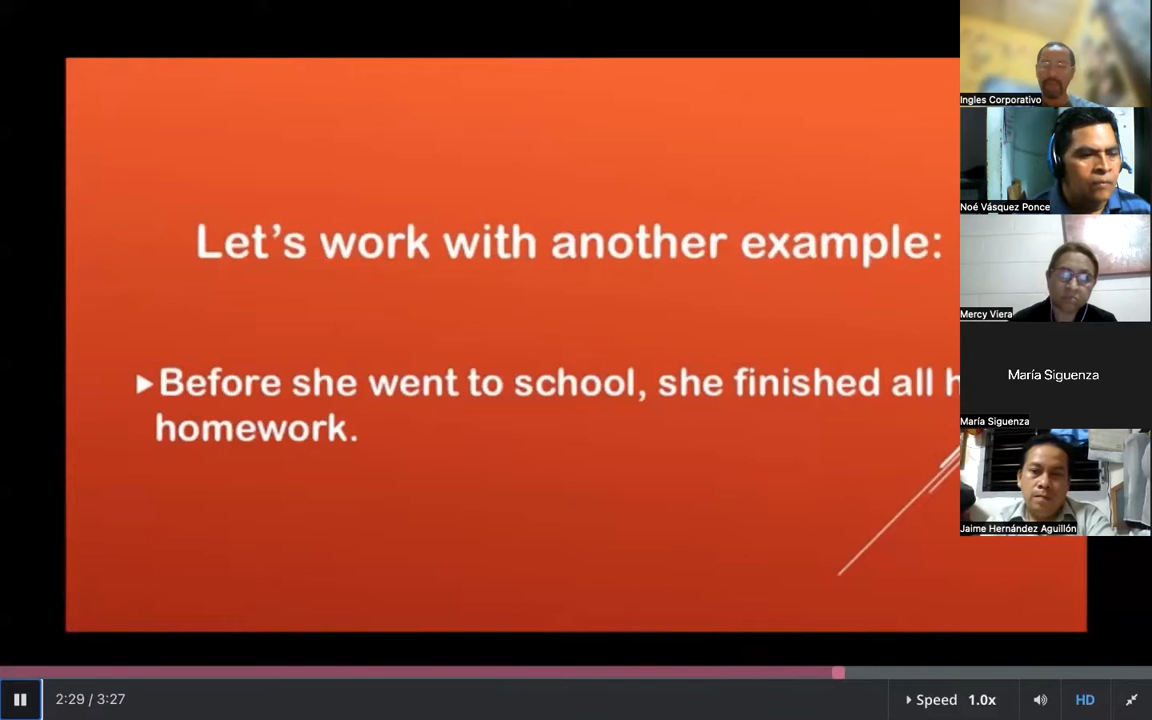 Let's work with another example:
Before she went to school, she finished all
homework.
Ingles Corporativo
Noé Vásquez Ponce
Mercy Viera
María Siguenza
María Siguenza
Jaime Hernández Aguillón
2:29 / 3:27
Speed 1.0x
HD